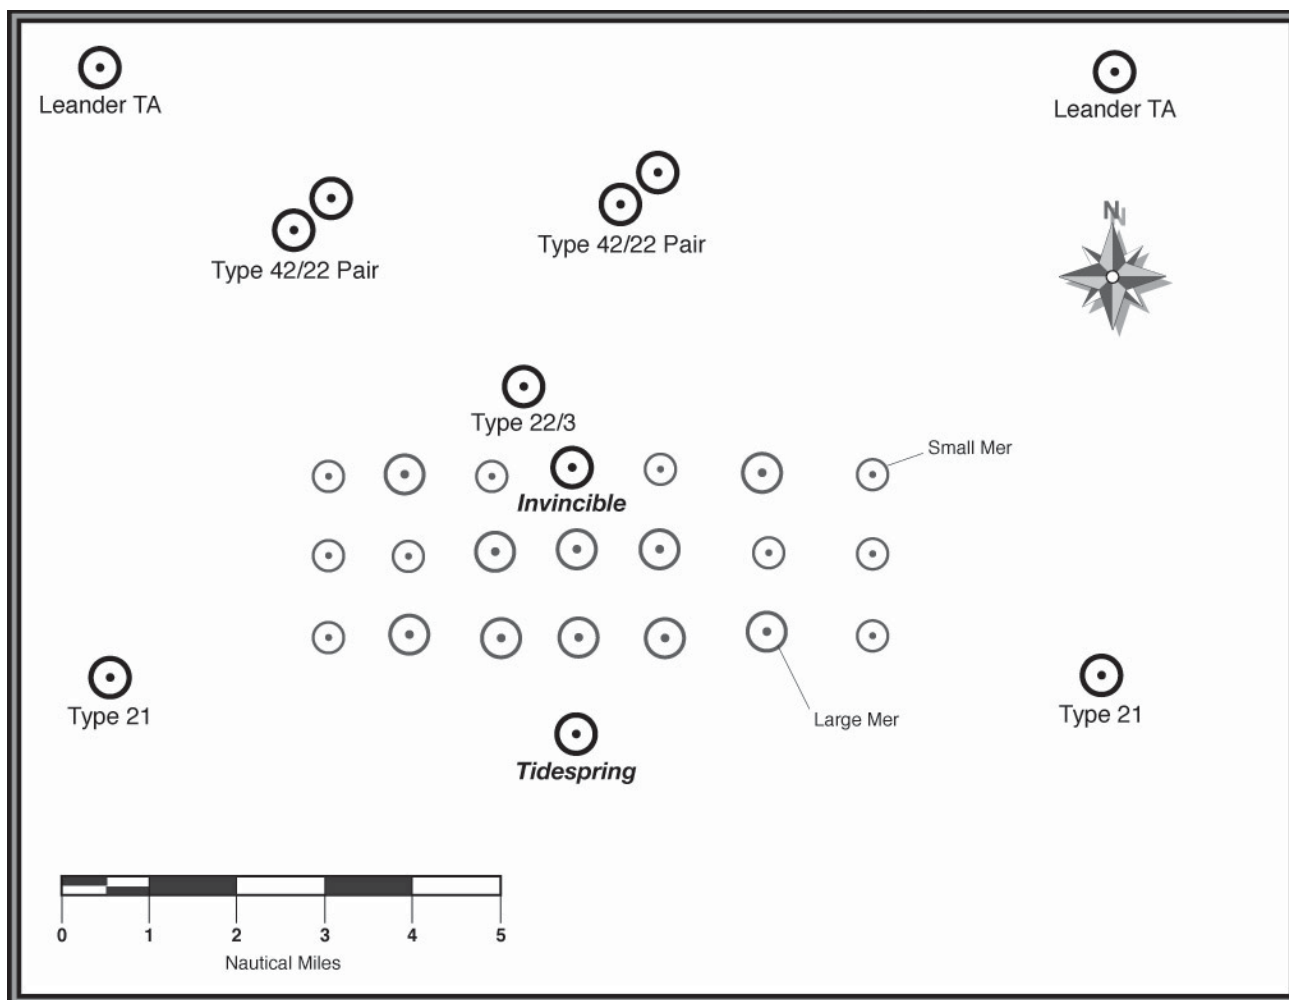 Leander TA
Leander TA
Type 42/22 Pair
Type 42/22 Pair
N
Type 22/3
Small Mer
Invincible
Type 21
Large Mer
Type 21
Tidespring
0 1 2 3 4 5
Nautical Miles